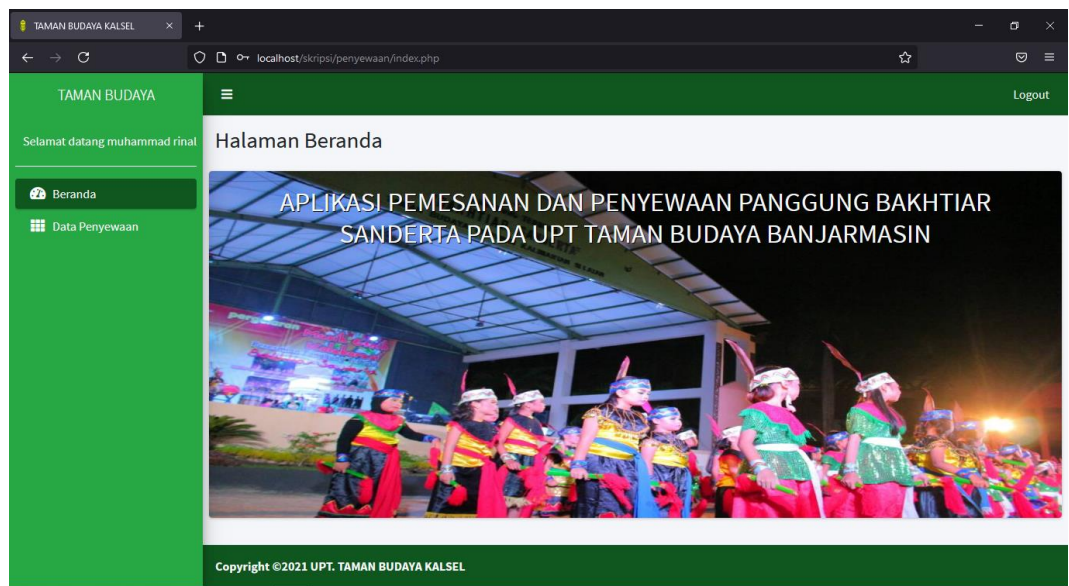 TAMAN BUDAYA KALSEL
localhost/skripsi/penyewaan/index.php
TAMAN BUDAYA
Logout
Selamat datang muhammad rinal
Halaman Beranda
Beranda
Data Penyewaan
APLIKASI PEMESANAN DAN PENYEWAAN PANGGUNG BAKHTIAR
SANDERTA PADA UPT TAMAN BUDAYA BANJARMASIN
pergelaran
Copyright ©2021 UPT. TAMAN BUDAYA KALSEL